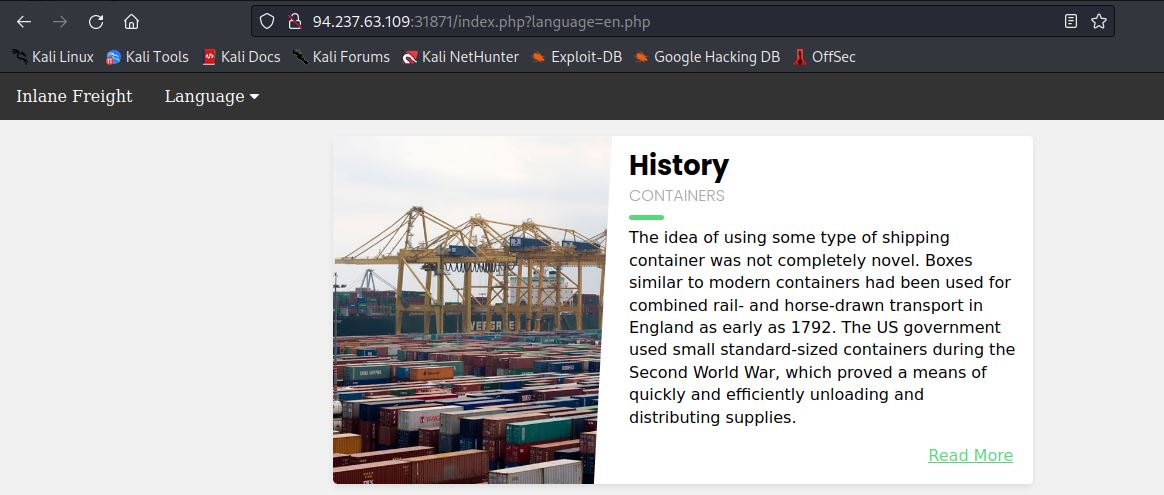 94.237.63.109:31871/index.php?language=en.php
Kali Linux Kali Tools Kali Docs Kali Forums Kali NetHunter Exploit-DB Google Hacking DB OffSec
Inlane Freight Language
History
CONTAINERS
The idea of using some type of shipping
container was not completely novel. Boxes
similar to modern containers had been used for
combined rail- and horse-drawn transport in
England as early as 1792. The US government
used small standard-sized containers during the
Second World War, which proved a means of
quickly and efficiently unloading and
distributing supplies.
Read More